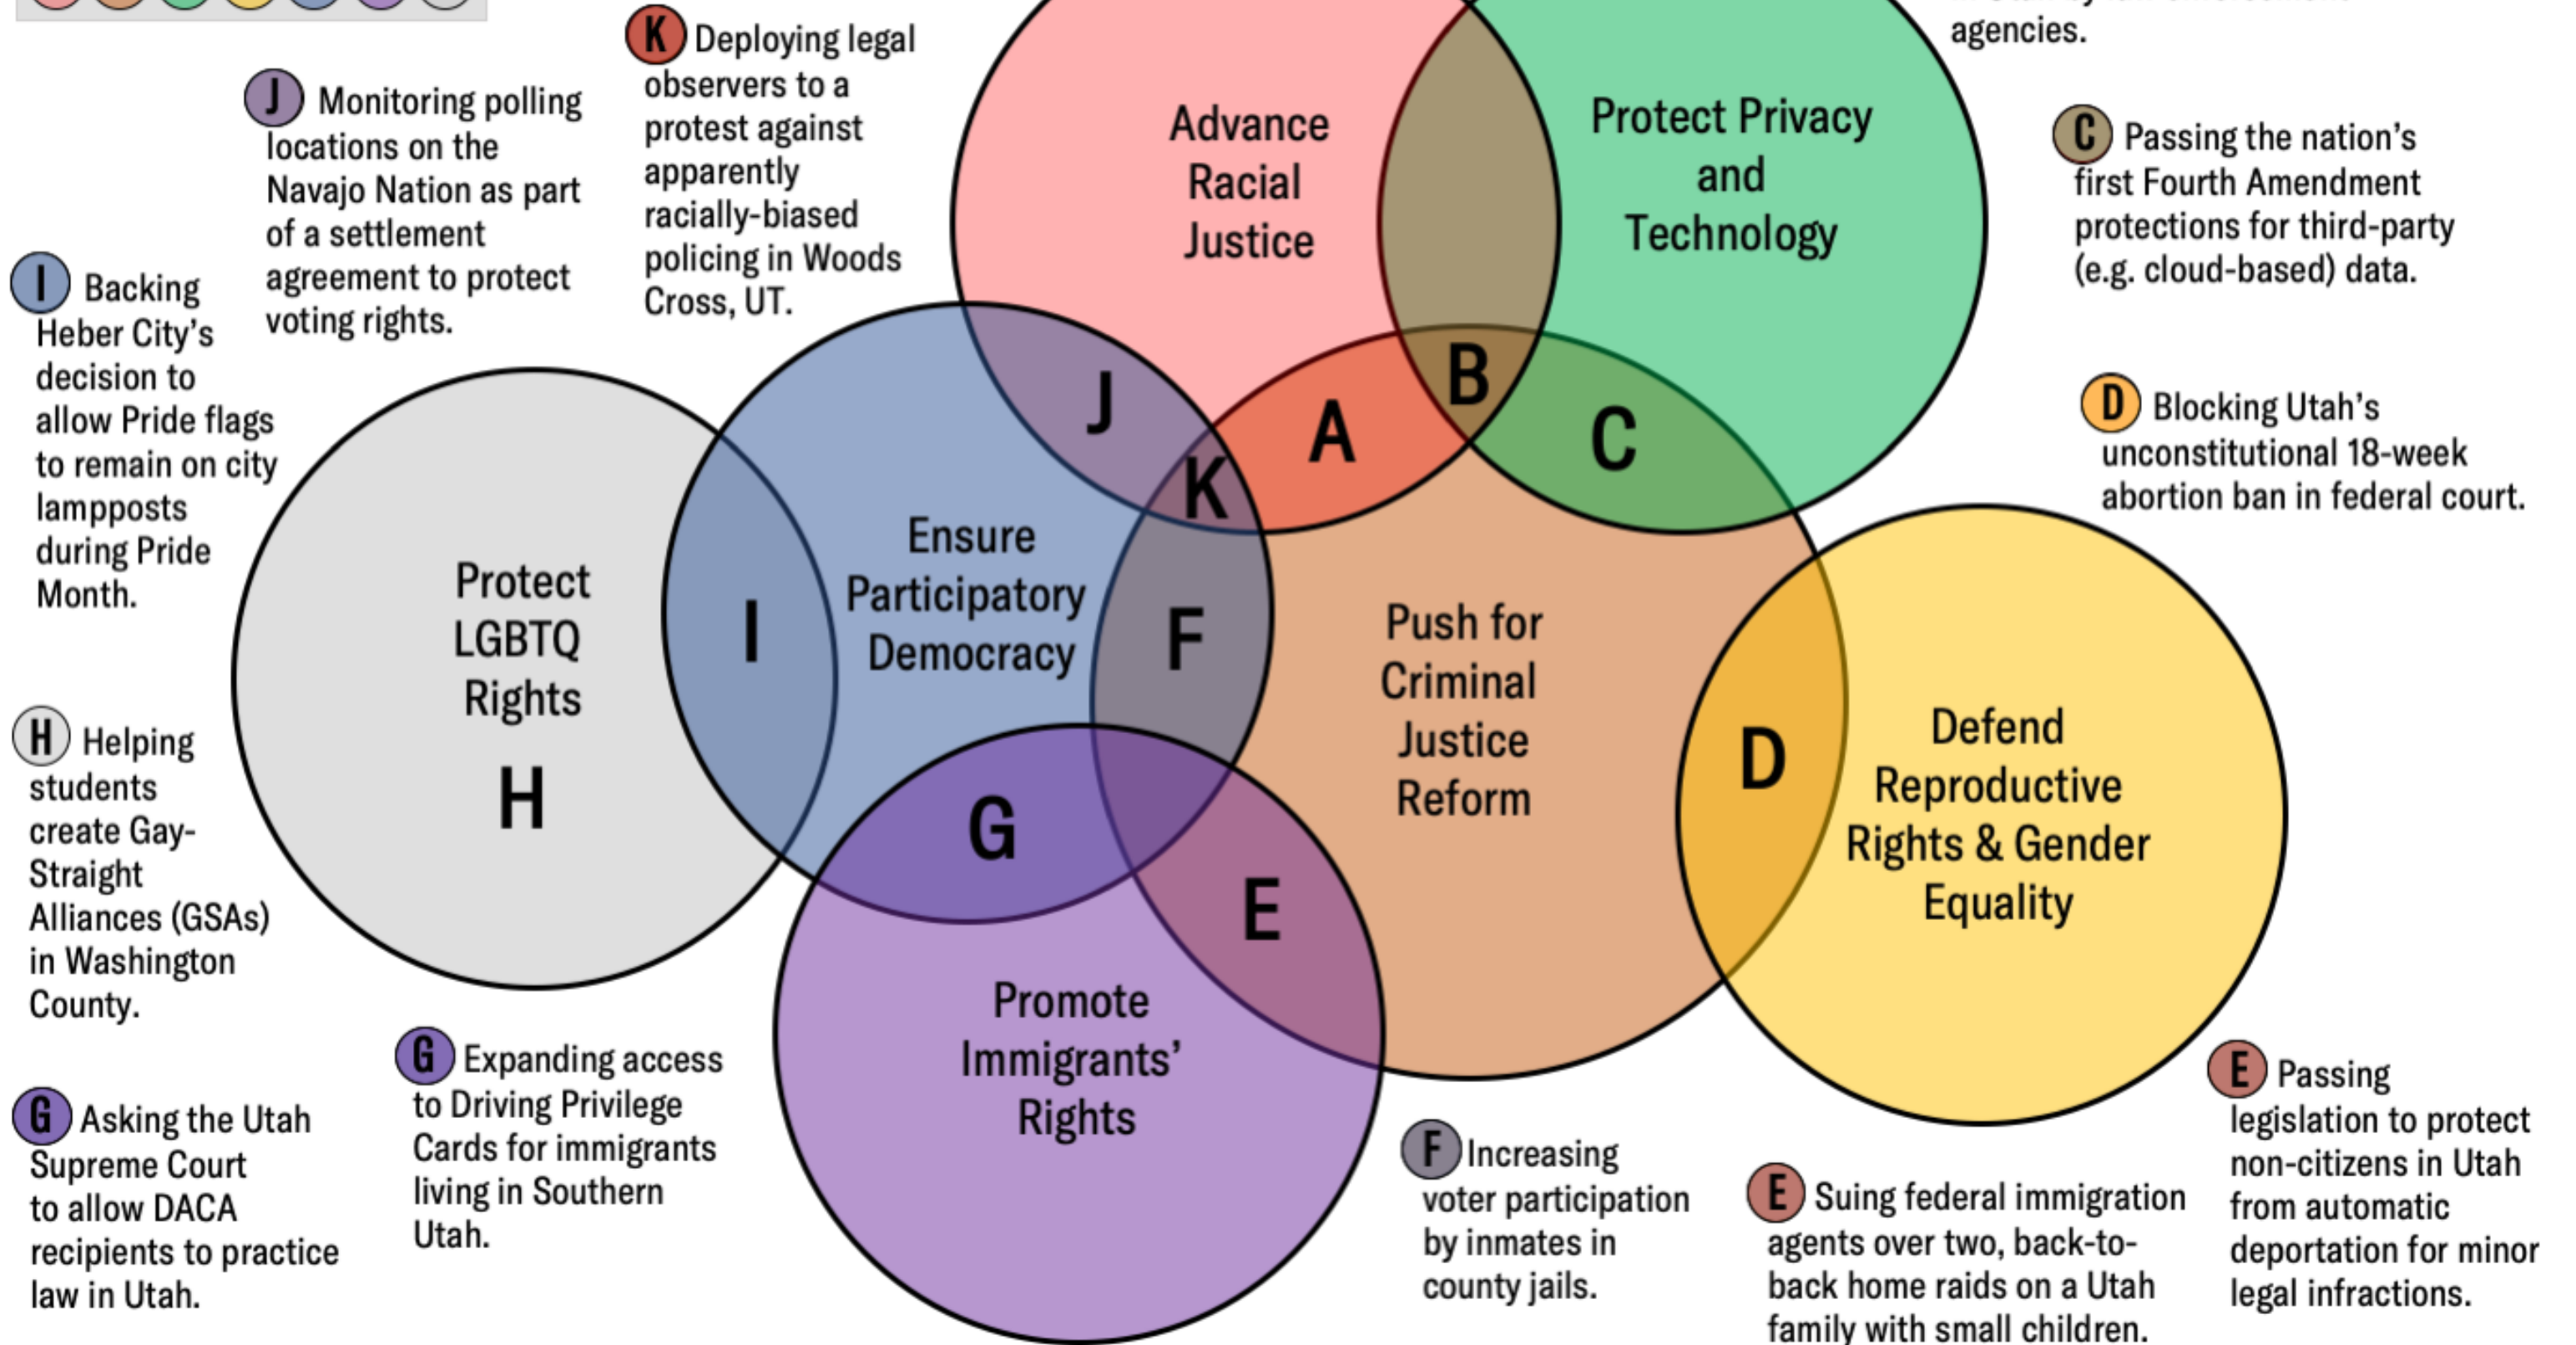 agencies.
K Deploying legal
observers to a
protest against
apparently
racially-biased
policing in Woods
Cross, UT.
J Monitoring polling
locations on the
Navajo Nation as part
of a settlement
agreement to protect
voting rights.
I Backing
Heber City’s
decision to
allow Pride flags
to remain on city
lampposts
during Pride
Month.
Advance
Racial
Justice
Protect Privacy
and
Technology
C Passing the nation’s
first Fourth Amendment
protections for third-party
(e.g. cloud-based) data.
D Blocking Utah’s
unconstitutional 18-week
abortion ban in federal court.
J
K
A
B
C
Protect
LGBTQ
Rights
H
I
Ensure
Participatory
Democracy
F
Push for
Criminal
Justice
Reform
D
Defend
Reproductive
Rights & Gender
Equality
G
E
Promote
Immigrants’
Rights
H Helping
students
create Gay-
Straight
Alliances (GSAs)
in Washington
County.
G Asking the Utah
Supreme Court
to allow DACA
recipients to practice
law in Utah.
G Expanding access
to Driving Privilege
Cards for immigrants
living in Southern
Utah.
F Increasing
voter participation
by inmates in
county jails.
E Suing federal immigration
agents over two, back-to-
back home raids on a Utah
family with small children.
E Passing
legislation to protect
non-citizens in Utah
from automatic
deportation for minor
legal infractions.